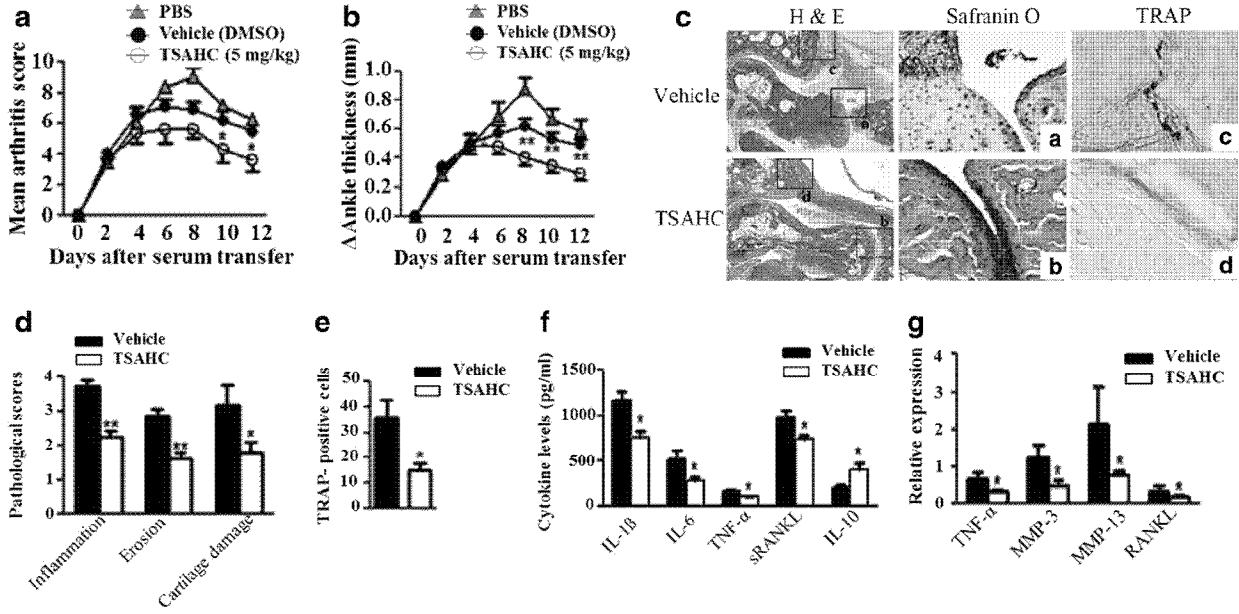 a
PBS
Vehicle (DMSO)
TSAHC (5 mg/kg)
Mean arthritis score
10
8
6
4
2
0
0 2 4 6 8 10 12
Days after serum transfer
*
*
b
PBS
Vehicle (DMSO)
TSAHC (5 mg/kg)
Δ Ankle thickness (mm)
1.0
0.8
0.6
0.4
0.2
0.0
0 2 4 6 8 10 12
Days after serum transfer
** ** **
c
H & E Safranin O TRAP
Vehicle
c
a
a
c
TSAHC
d
b
b
d
d
Vehicle
TSAHC
Pathological scores
4
3
2
1
0
** ** *
Inflammation
Erosion
Cartilage damage
e
Vehicle
TSAHC
TRAP- positive cells
50
40
30
20
10
0
*
f
Vehicle
TSAHC
Cytokine levels (pg/ml)
1500
1000
500
0
* * * * *
IL-1ß
IL-6
TNF-α
sRANKL
IL-10
g
Vehicle
TSAHC
Relative expression
4
3
2
1
0
* * * *
TNF-α
MMP-3
MMP-13
RANKL